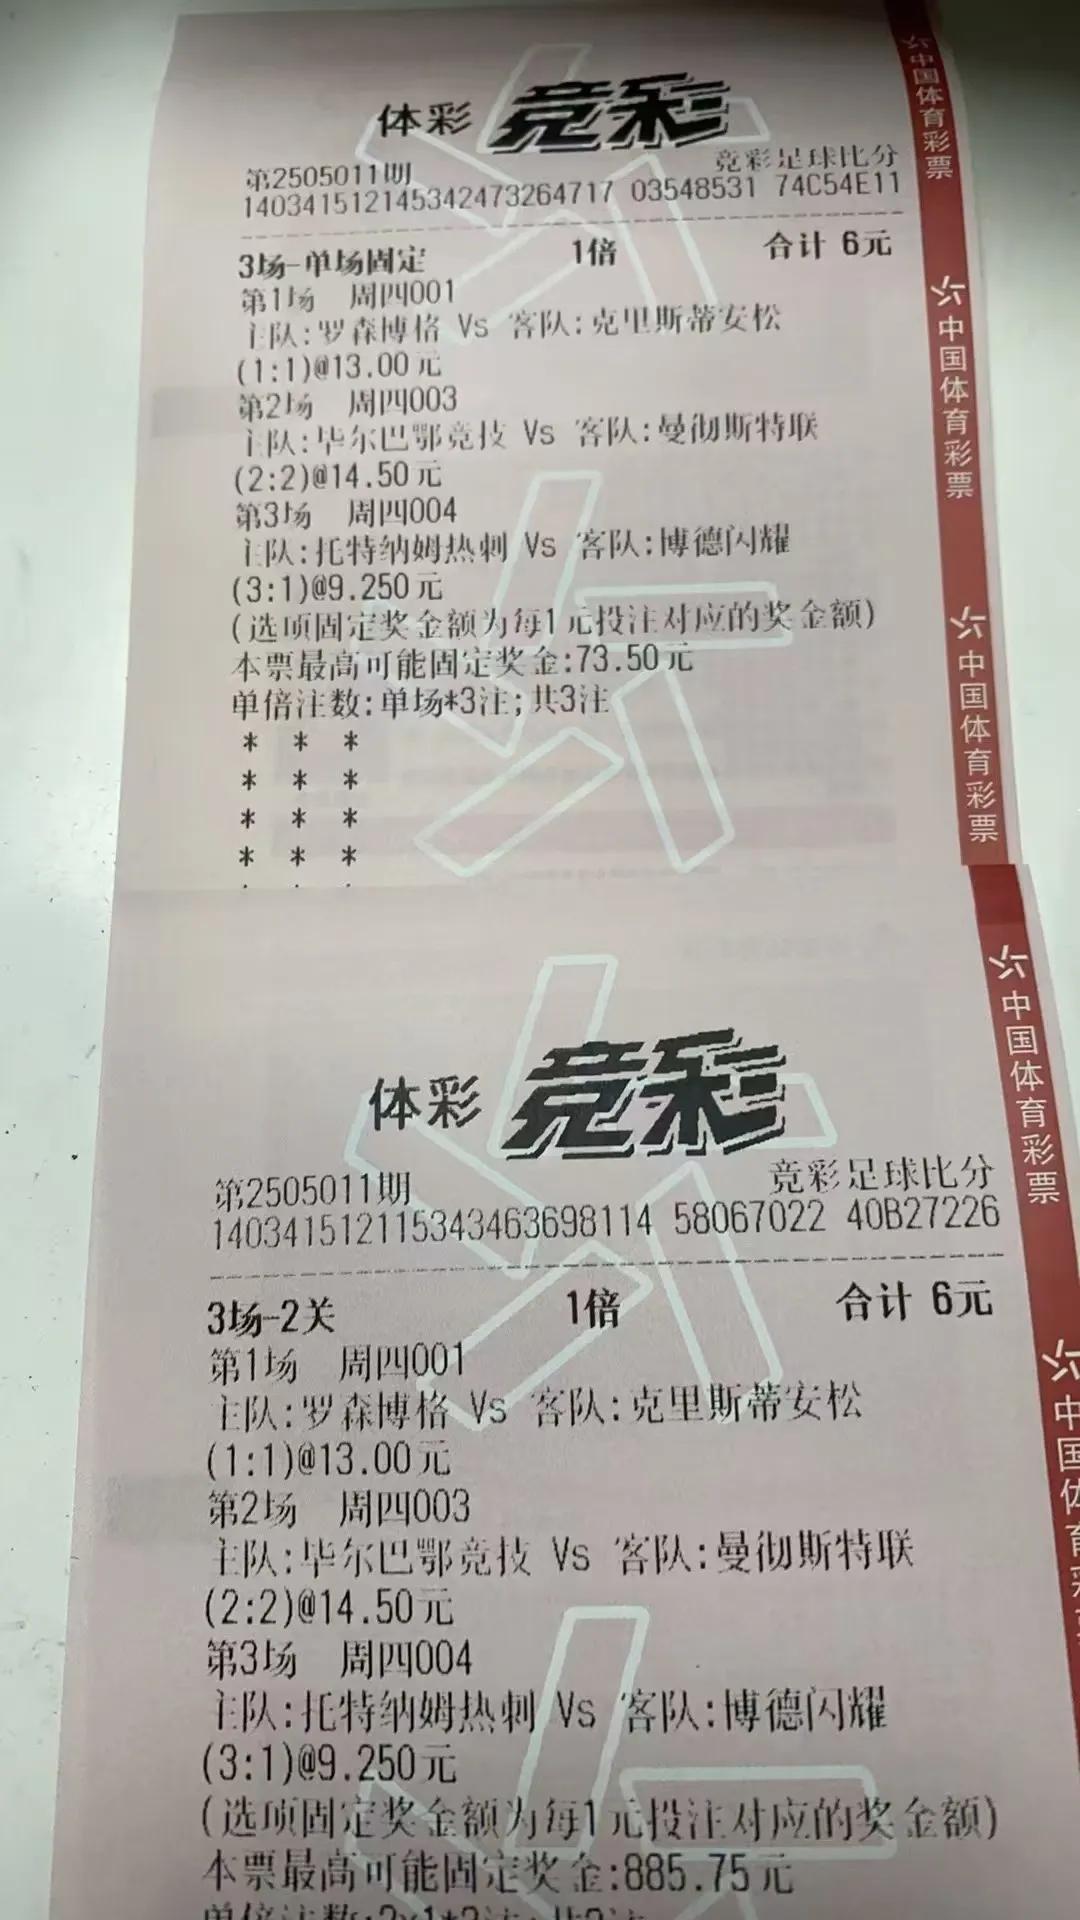 体彩 竞彩
第2505011期 竞彩足球比分
140341512145342473264717 03548531 74C54E11
3场-单场固定 1倍 合计 6元
第1场 周四001
主队:罗森博格 Vs 客队:克里斯蒂安松
(1:1)@13.00元
第2场 周四003
主队:毕尔巴鄂竞技 Vs 客队:曼彻斯特联
(2:2)@14.50元
第3场 周四004
主队:托特纳姆热刺 Vs 客队:博德闪耀
(3:1)@9.250元
(选项固定奖金额为每1元投注对应的奖金额)
本票最高可能固定奖金:73.50元
单倍注数:单场*3注;共3注
* * *
* * *
* * *
* * *
体彩 竞彩
第2505011期 竞彩足球比分
140341512115343463698114 58067022 40B27226
3场-2关 1倍 合计 6元
第1场 周四001
主队:罗森博格 Vs 客队:克里斯蒂安松
(1:1)@13.00元
第2场 周四003
主队:毕尔巴鄂竞技 Vs 客队:曼彻斯特联
(2:2)@14.50元
第3场 周四004
主队:托特纳姆热刺 Vs 客队:博德闪耀
(3:1)@9.250元
(选项固定奖金额为每1元投注对应的奖金额)
本票最高可能固定奖金:885.75元
单倍注数:2x1*3注;共3注
中国体育彩票
中国体育彩票
中国体育彩票
中国体育彩票
中国体育彩